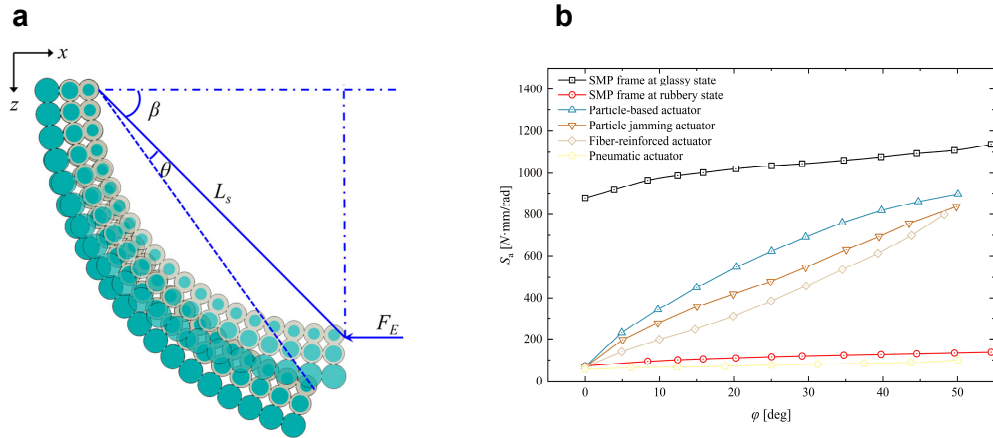 a
x
z
β
θ
L_s
F_E
b
SMP frame at glassy state
SMP frame at rubbery state
Particle-based actuator
Particle jamming actuator
Fiber-reinforced actuator
Pneumatic actuator
1400
1200
1000
800
600
400
200
0
S_a [N·mm/rad]
0 10 20 30 40 50
φ [deg]